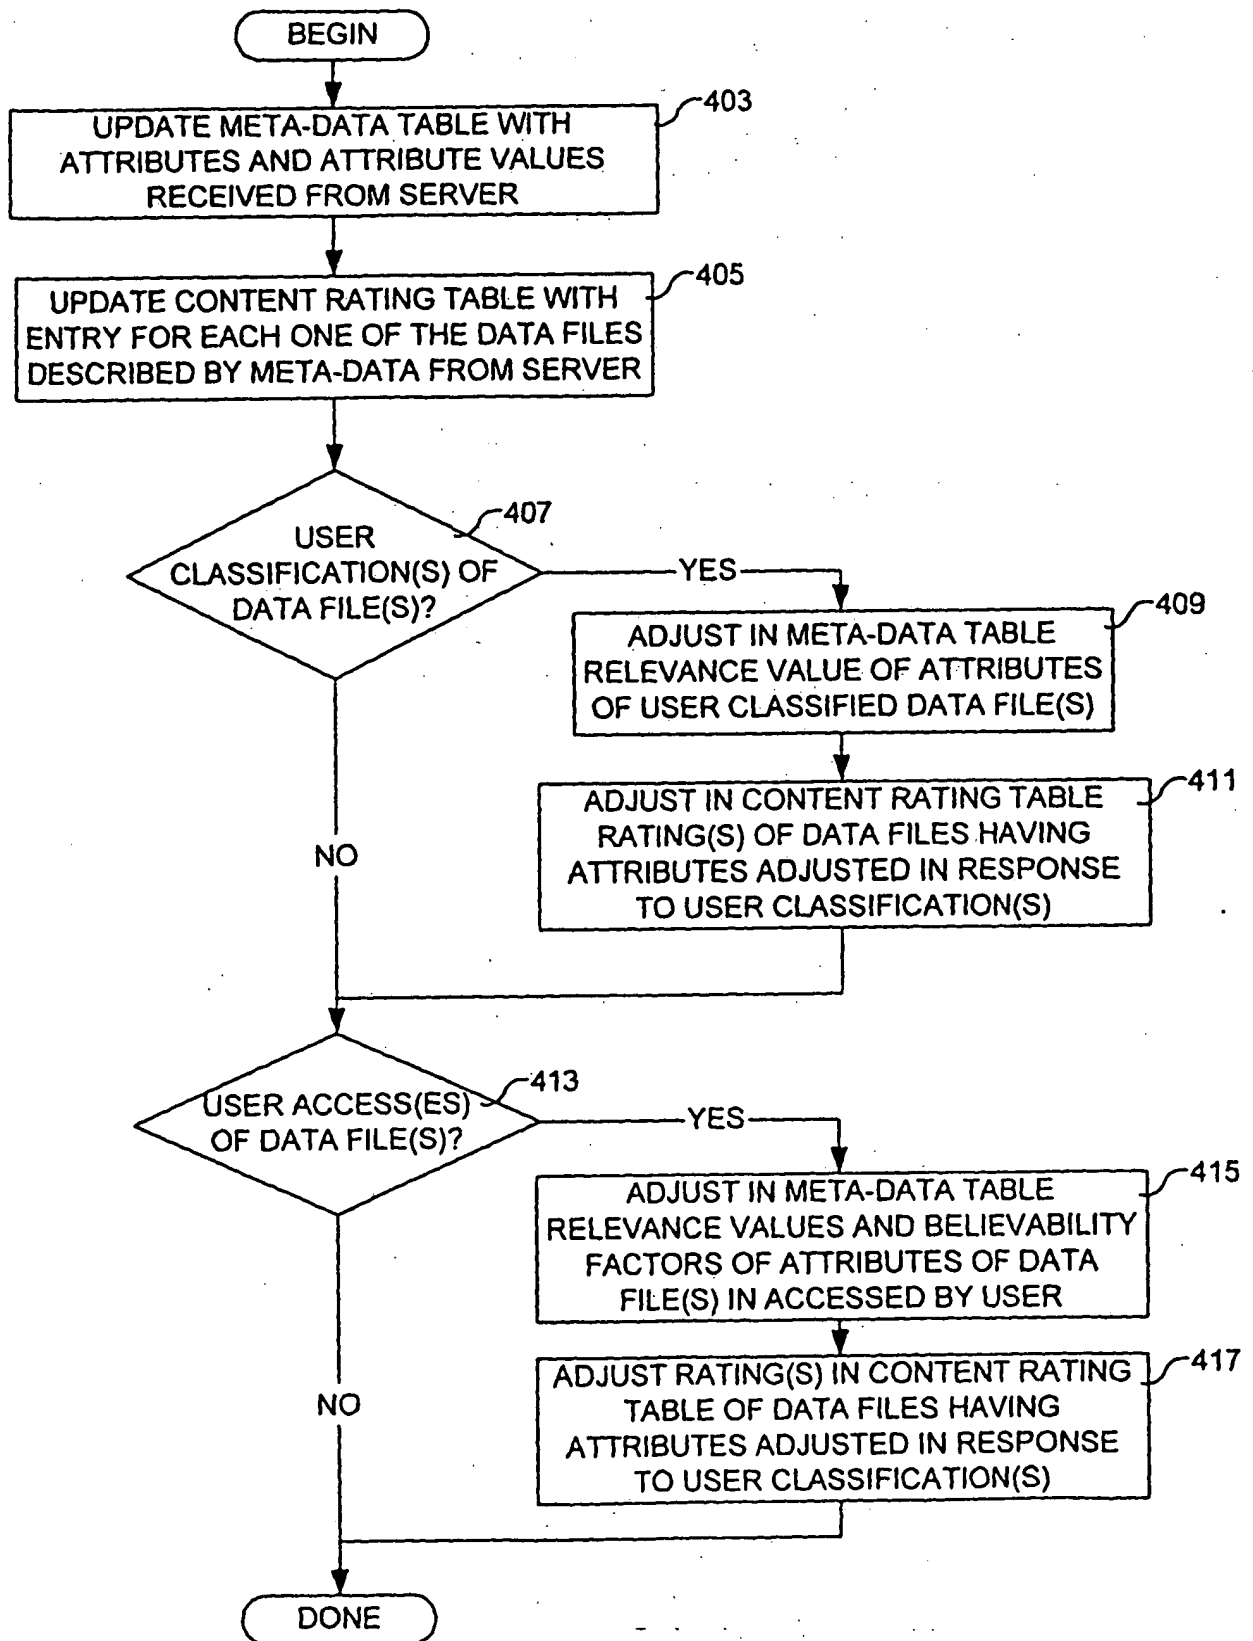 BEGIN
403
UPDATE META-DATA TABLE WITH
ATTRIBUTES AND ATTRIBUTE VALUES
RECEIVED FROM SERVER
405
UPDATE CONTENT RATING TABLE WITH
ENTRY FOR EACH ONE OF THE DATA FILES
DESCRIBED BY META-DATA FROM SERVER
407
USER
CLASSIFICATION(S) OF
DATA FILE(S)?
YES
409
ADJUST IN META-DATA TABLE
RELEVANCE VALUE OF ATTRIBUTES
OF USER CLASSIFIED DATA FILE(S)
411
ADJUST IN CONTENT RATING TABLE
RATING(S) OF DATA FILES HAVING
ATTRIBUTES ADJUSTED IN RESPONSE
TO USER CLASSIFICATION(S)
NO
413
USER ACCESS(ES)
OF DATA FILE(S)?
YES
415
ADJUST IN META-DATA TABLE
RELEVANCE VALUES AND BELIEVABILITY
FACTORS OF ATTRIBUTES OF DATA
FILE(S) IN ACCESSED BY USER
417
ADJUST RATING(S) IN CONTENT RATING
TABLE OF DATA FILES HAVING
ATTRIBUTES ADJUSTED IN RESPONSE
TO USER CLASSIFICATION(S)
NO
DONE